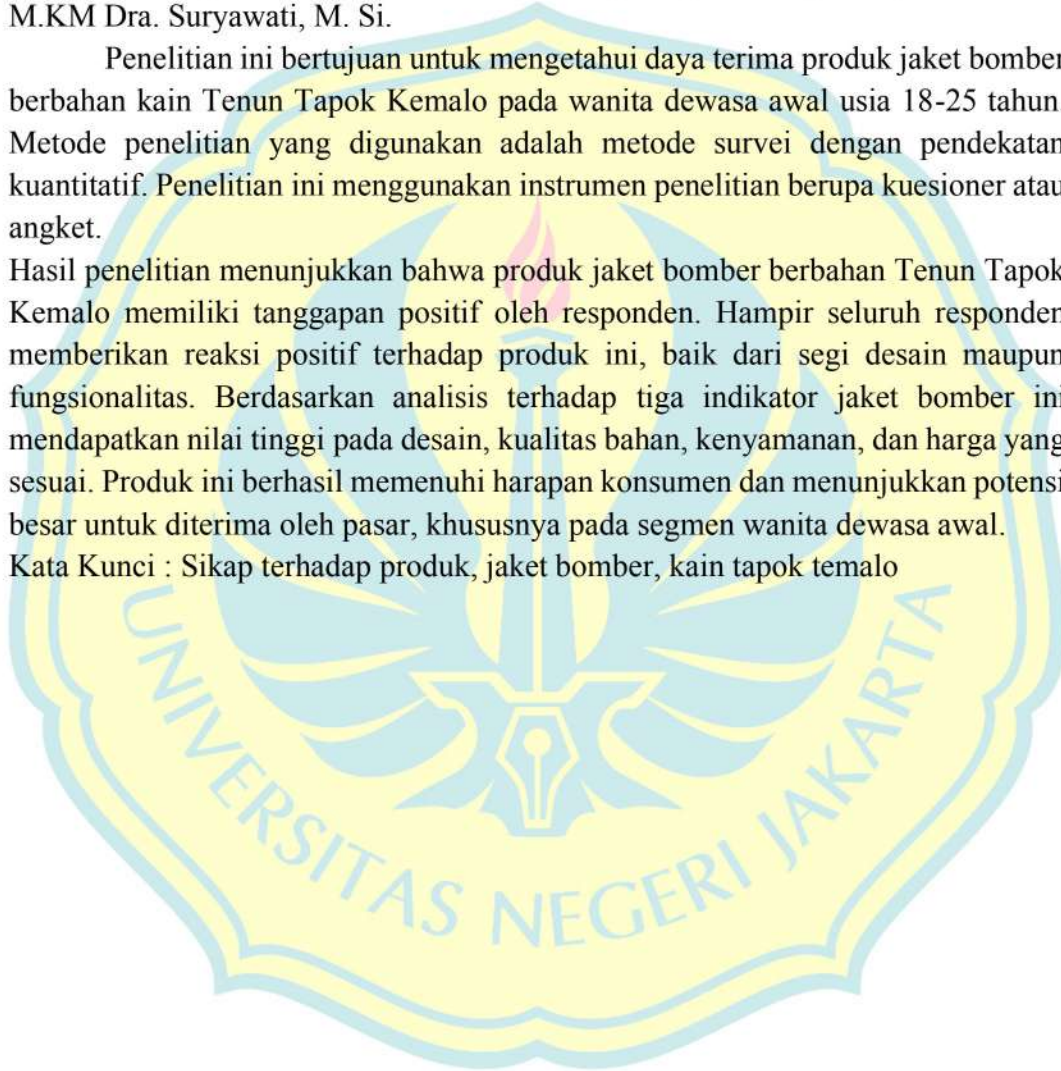 M.KM Dra. Suryawati, M. Si.
Penelitian ini bertujuan untuk mengetahui daya terima produk jaket bomber
berbahan kain Tenun Tapok Kemalo pada wanita dewasa awal usia 18-25 tahun
Metode penelitian yang digunakan adalah metode survei dengan pendekatan
kuantitatif. Penelitian ini menggunakan instrumen penelitian berupa kuesioner atau
angket.
Hasil penelitian menunjukkan bahwa produk jaket bomber berbahan Tenun Tapok
Kemalo memiliki tanggapan positif oleh responden. Hampir seluruh responden
memberikan reaksi positif terhadap produk ini, baik dari segi desain maupun
fungsionalitas. Berdasarkan analisis terhadap tiga indikator jaket bomber ini
mendapatkan nilai tinggi pada desain, kualitas bahan, kenyamanan, dan harga yang
sesuai. Produk ini berhasil memenuhi harapan konsumen dan menunjukkan potensi
besar untuk diterima oleh pasar, khususnya pada segmen wanita dewasa awal.
Kata Kunci : Sikap terhadap produk, jaket bomber, kain tapok temalo
UNIVERSITAS NEGERI JAKARTA